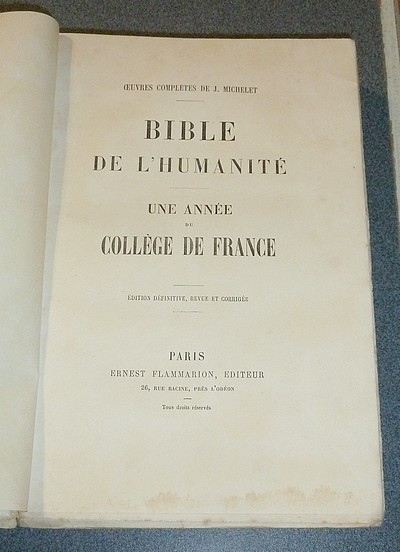 ŒUVRES COMPLÈTES DE J. MICHELET
BIBLE
DE L'HUMANITÉ
UNE ANNÉE
DU
COLLÈGE DE FRANCE
ÉDITION DÉFINITIVE, REVUE ET CORRIGÉE
PARIS
ERNEST FLAMMARION, ÉDITEUR
26, RUE RACINE, PRÈS L'ODÉON
Tous droits réservés